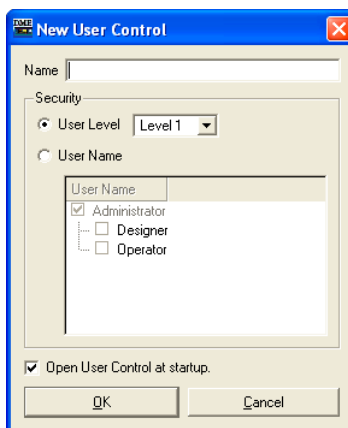 DME New User Control
Name
Security
User Level Level 1
User Name
User Name
Administrator
Designer
Operator
Open User Control at startup.
OK Cancel